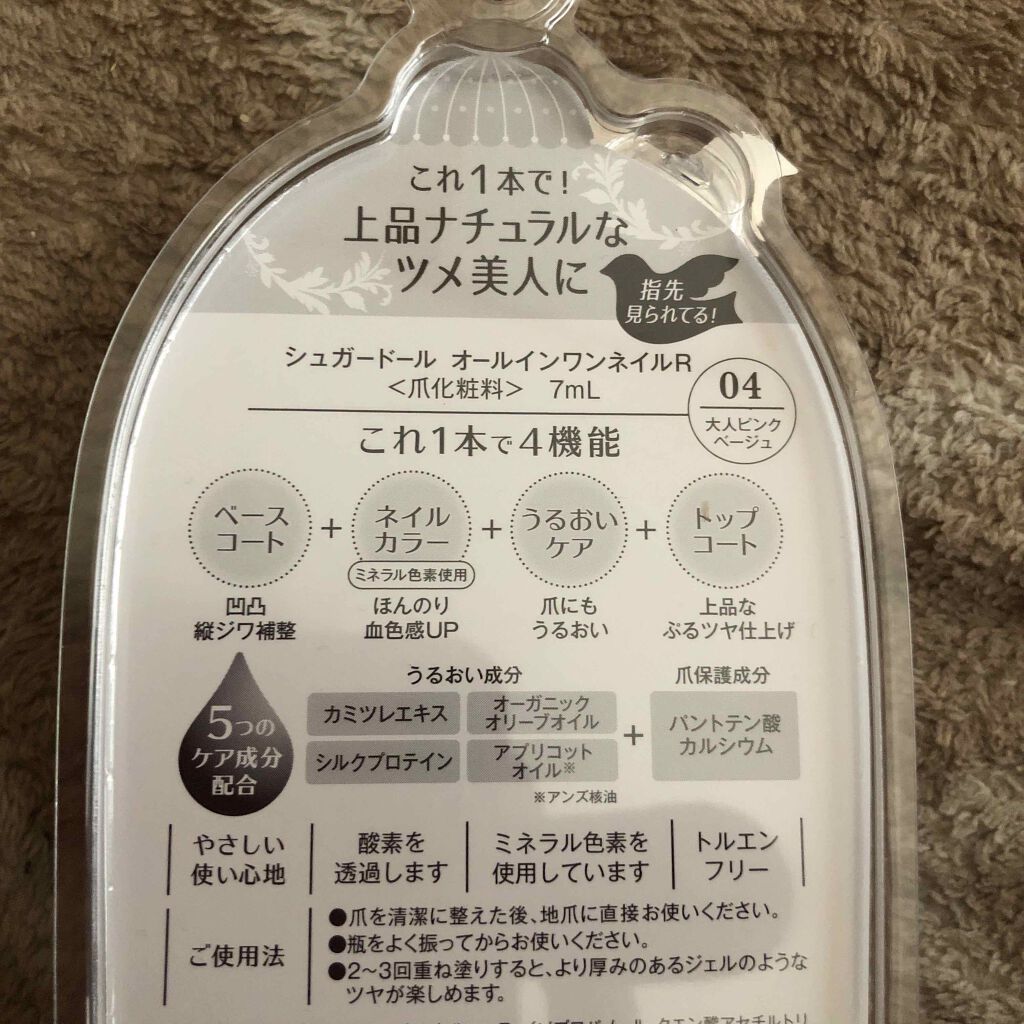 これ1本で!
上品ナチュラルな
ツメ美人に
指先
見られてる!
シュガードール オールインワンネイルR
＜爪化粧料＞ 7mL
04
大人ピンク
ベージュ
これ1本で4機能
ベース
コート
+
ネイル
カラー
ミネラル色素使用
+
うるおい
ケア
+
トップ
コート
凹凸
縦ジワ補整
ほんのり
血色感UP
爪にも
うるおい
上品な
ぷるツヤ仕上げ
5つの
ケア成分
配合
うるおい成分
カミツレエキス
オーガニック
オリーブオイル
シルクプロテイン
アプリコット
オイル※
※アンズ核油
+
爪保護成分
パントテン酸
カルシウム
やさしい
使い心地
酸素を
透過します
ミネラル色素を
使用しています
トルエン
フリー
ご使用法
●爪を清潔に整えた後、地爪に直接お使いください。
●瓶をよく振ってからお使いください。
●2～3回重ね塗りすると、より厚みのあるジェルのような
ツヤが楽しめます。
クエン酸アセチルトリ